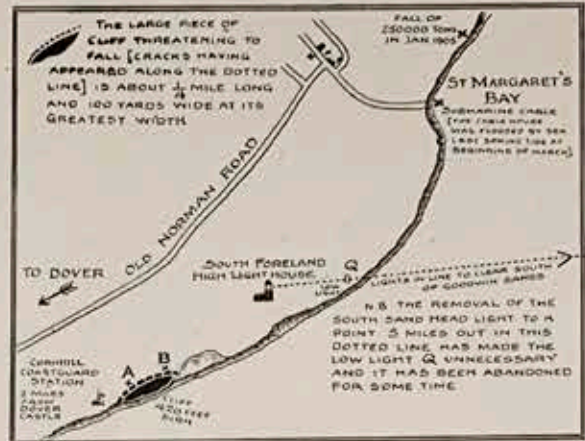 THE LARGE PIECE OF
CLIFF THREATENING TO
FALL [CRACKS HAVING
APPEARED ALONG THE DOTTED
LINE] IS ABOUT ¼ MILE LONG
AND 100 YARDS WIDE AT ITS
GREATEST WIDTH
FALL OF
250000 TONS
IN JAN 1905
ST MARGARET'S
BAY
SUBMARINE CABLE
[THE CABLE HOUSE
WAS FLOODED BY SEA
LAST SPRING TIDE AT
BEGINNING OF MARCH]
OLD NORMAN ROAD
TO DOVER
SOUTH FORELAND
HIGH LIGHTHOUSE
LOW
LIGHT
Q
LIGHTS IN LINE TO CLEAR SOUTH
OF GOODWIN SANDS
N.B THE REMOVAL OF THE
SOUTH SAND HEAD LIGHT TO A
POINT 5 MILES OUT IN THIS
DOTTED LINE HAS MADE THE
LOW LIGHT Q UNNECESSARY
AND IT HAS BEEN ABANDONED
FOR SOME TIME
CORNHILL
COASTGUARD
STATION
2 MILES
FROM
DOVER
CASTLE
A
B
CLIFF
420 FEET
HIGH